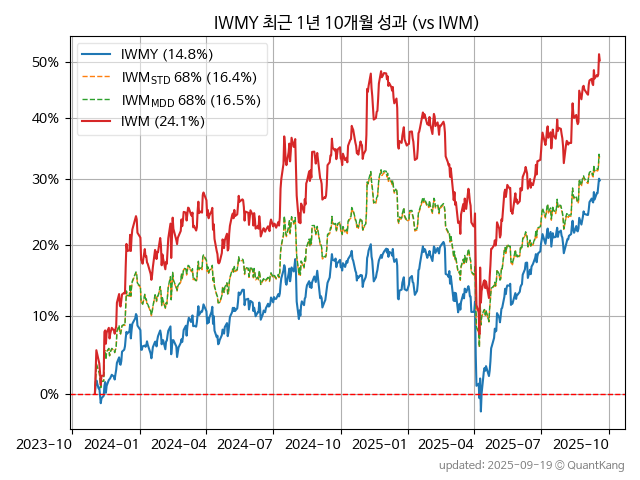 IWMY 최근 1년 10개월 성과 (vs IWM)
IWMY (14.8%)
IWM_STD 68% (16.4%)
IWM_MDD 68% (16.5%)
IWM (24.1%)
50%
40%
30%
20%
10%
0%
2023-10 2024-01 2024-04 2024-07 2024-10 2025-01 2025-04 2025-07 2025-10
updated: 2025-09-19 © QuantKang